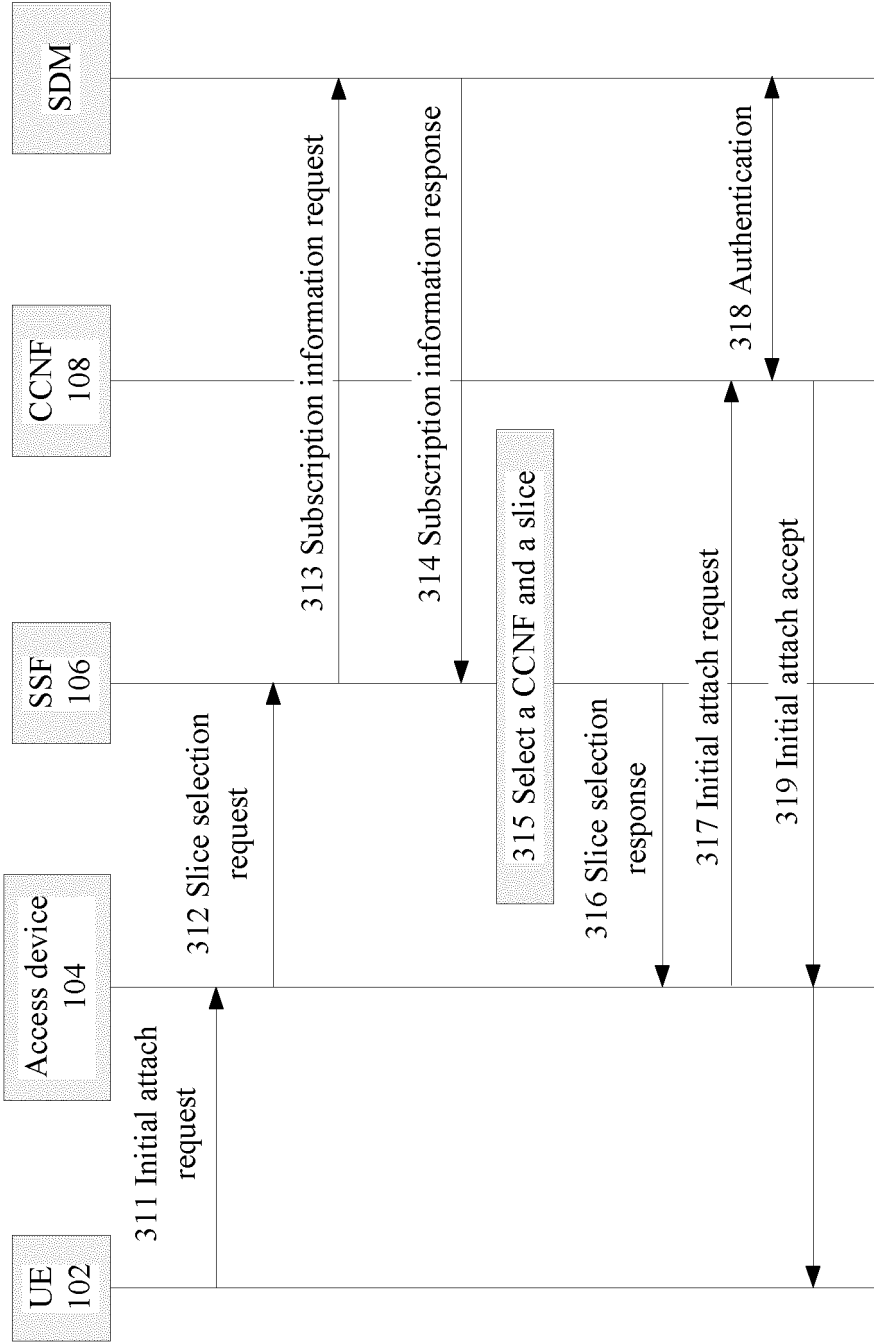 UE
102
Access device
104
SSF
106
CCNF
108
SDM
311 Initial attach
request
312 Slice selection
request
313 Subscription information request
314 Subscription information response
315 Select a CCNF and a slice
316 Slice selection
response
317 Initial attach request
318 Authentication
319 Initial attach accept